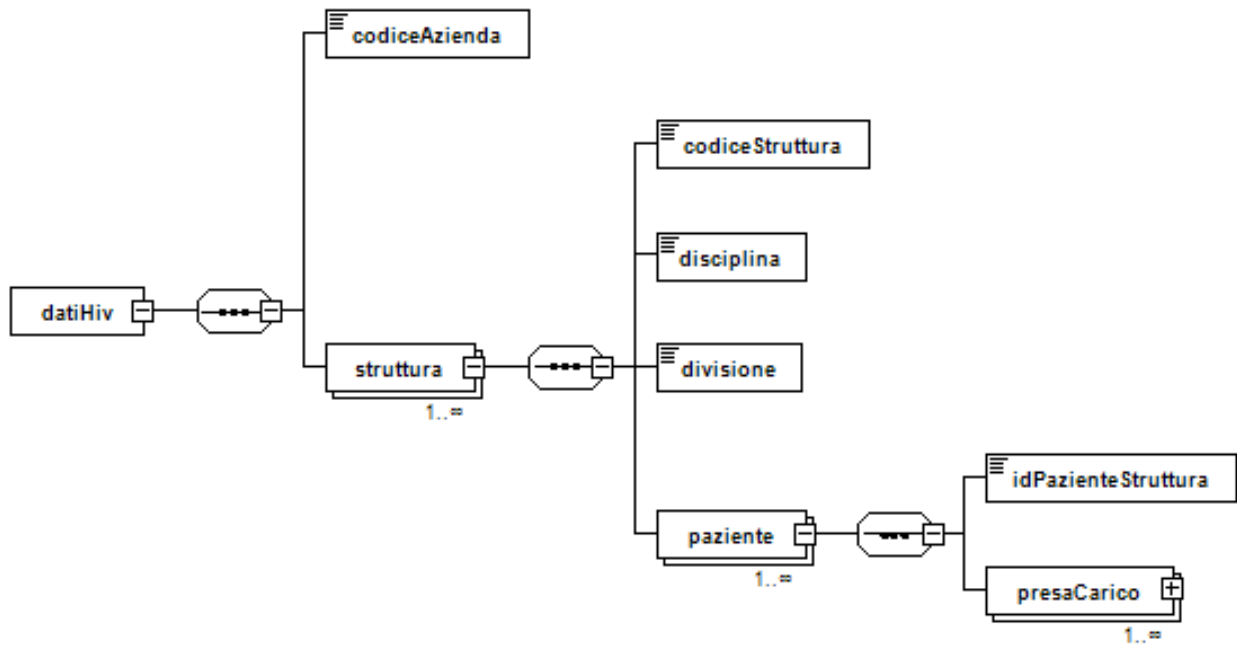 codiceAzienda
codiceStruttura
disciplina
datiHiv
struttura
1..∞
divisione
idPazienteStruttura
paziente
1..∞
presaCarico
1..∞